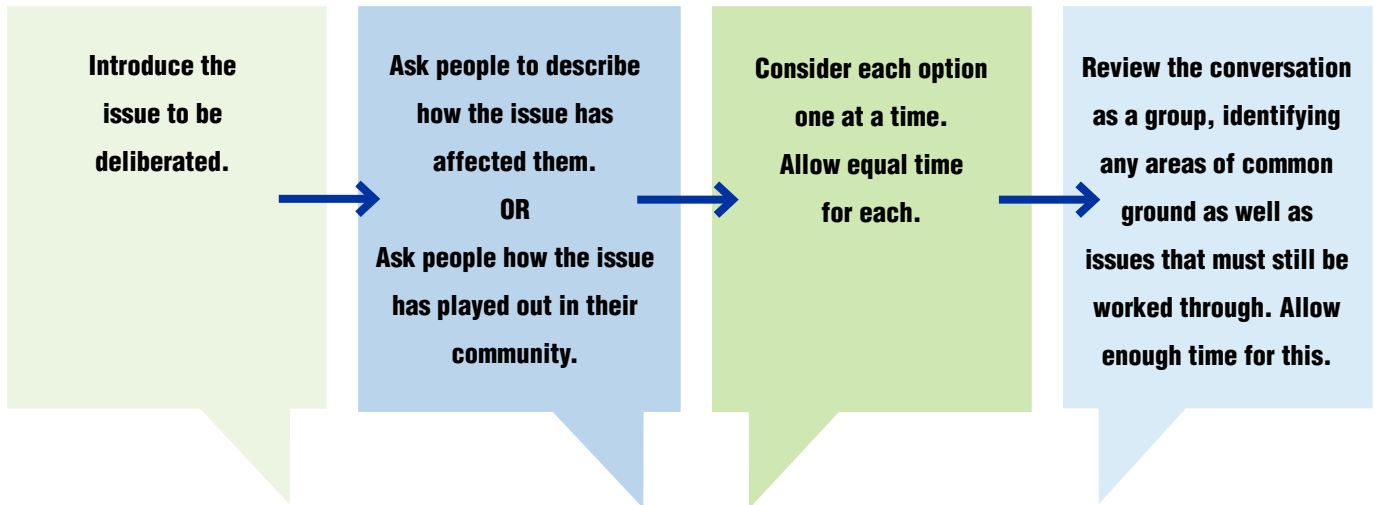 Introduce the
issue to be
deliberated.
Ask people to describe
how the issue has
affected them.
OR
Ask people how the issue
has played out in their
community.
Consider each option
one at a time.
Allow equal time
for each.
Review the conversation
as a group, identifying
any areas of common
ground as well as
issues that must still be
worked through. Allow
enough time for this.